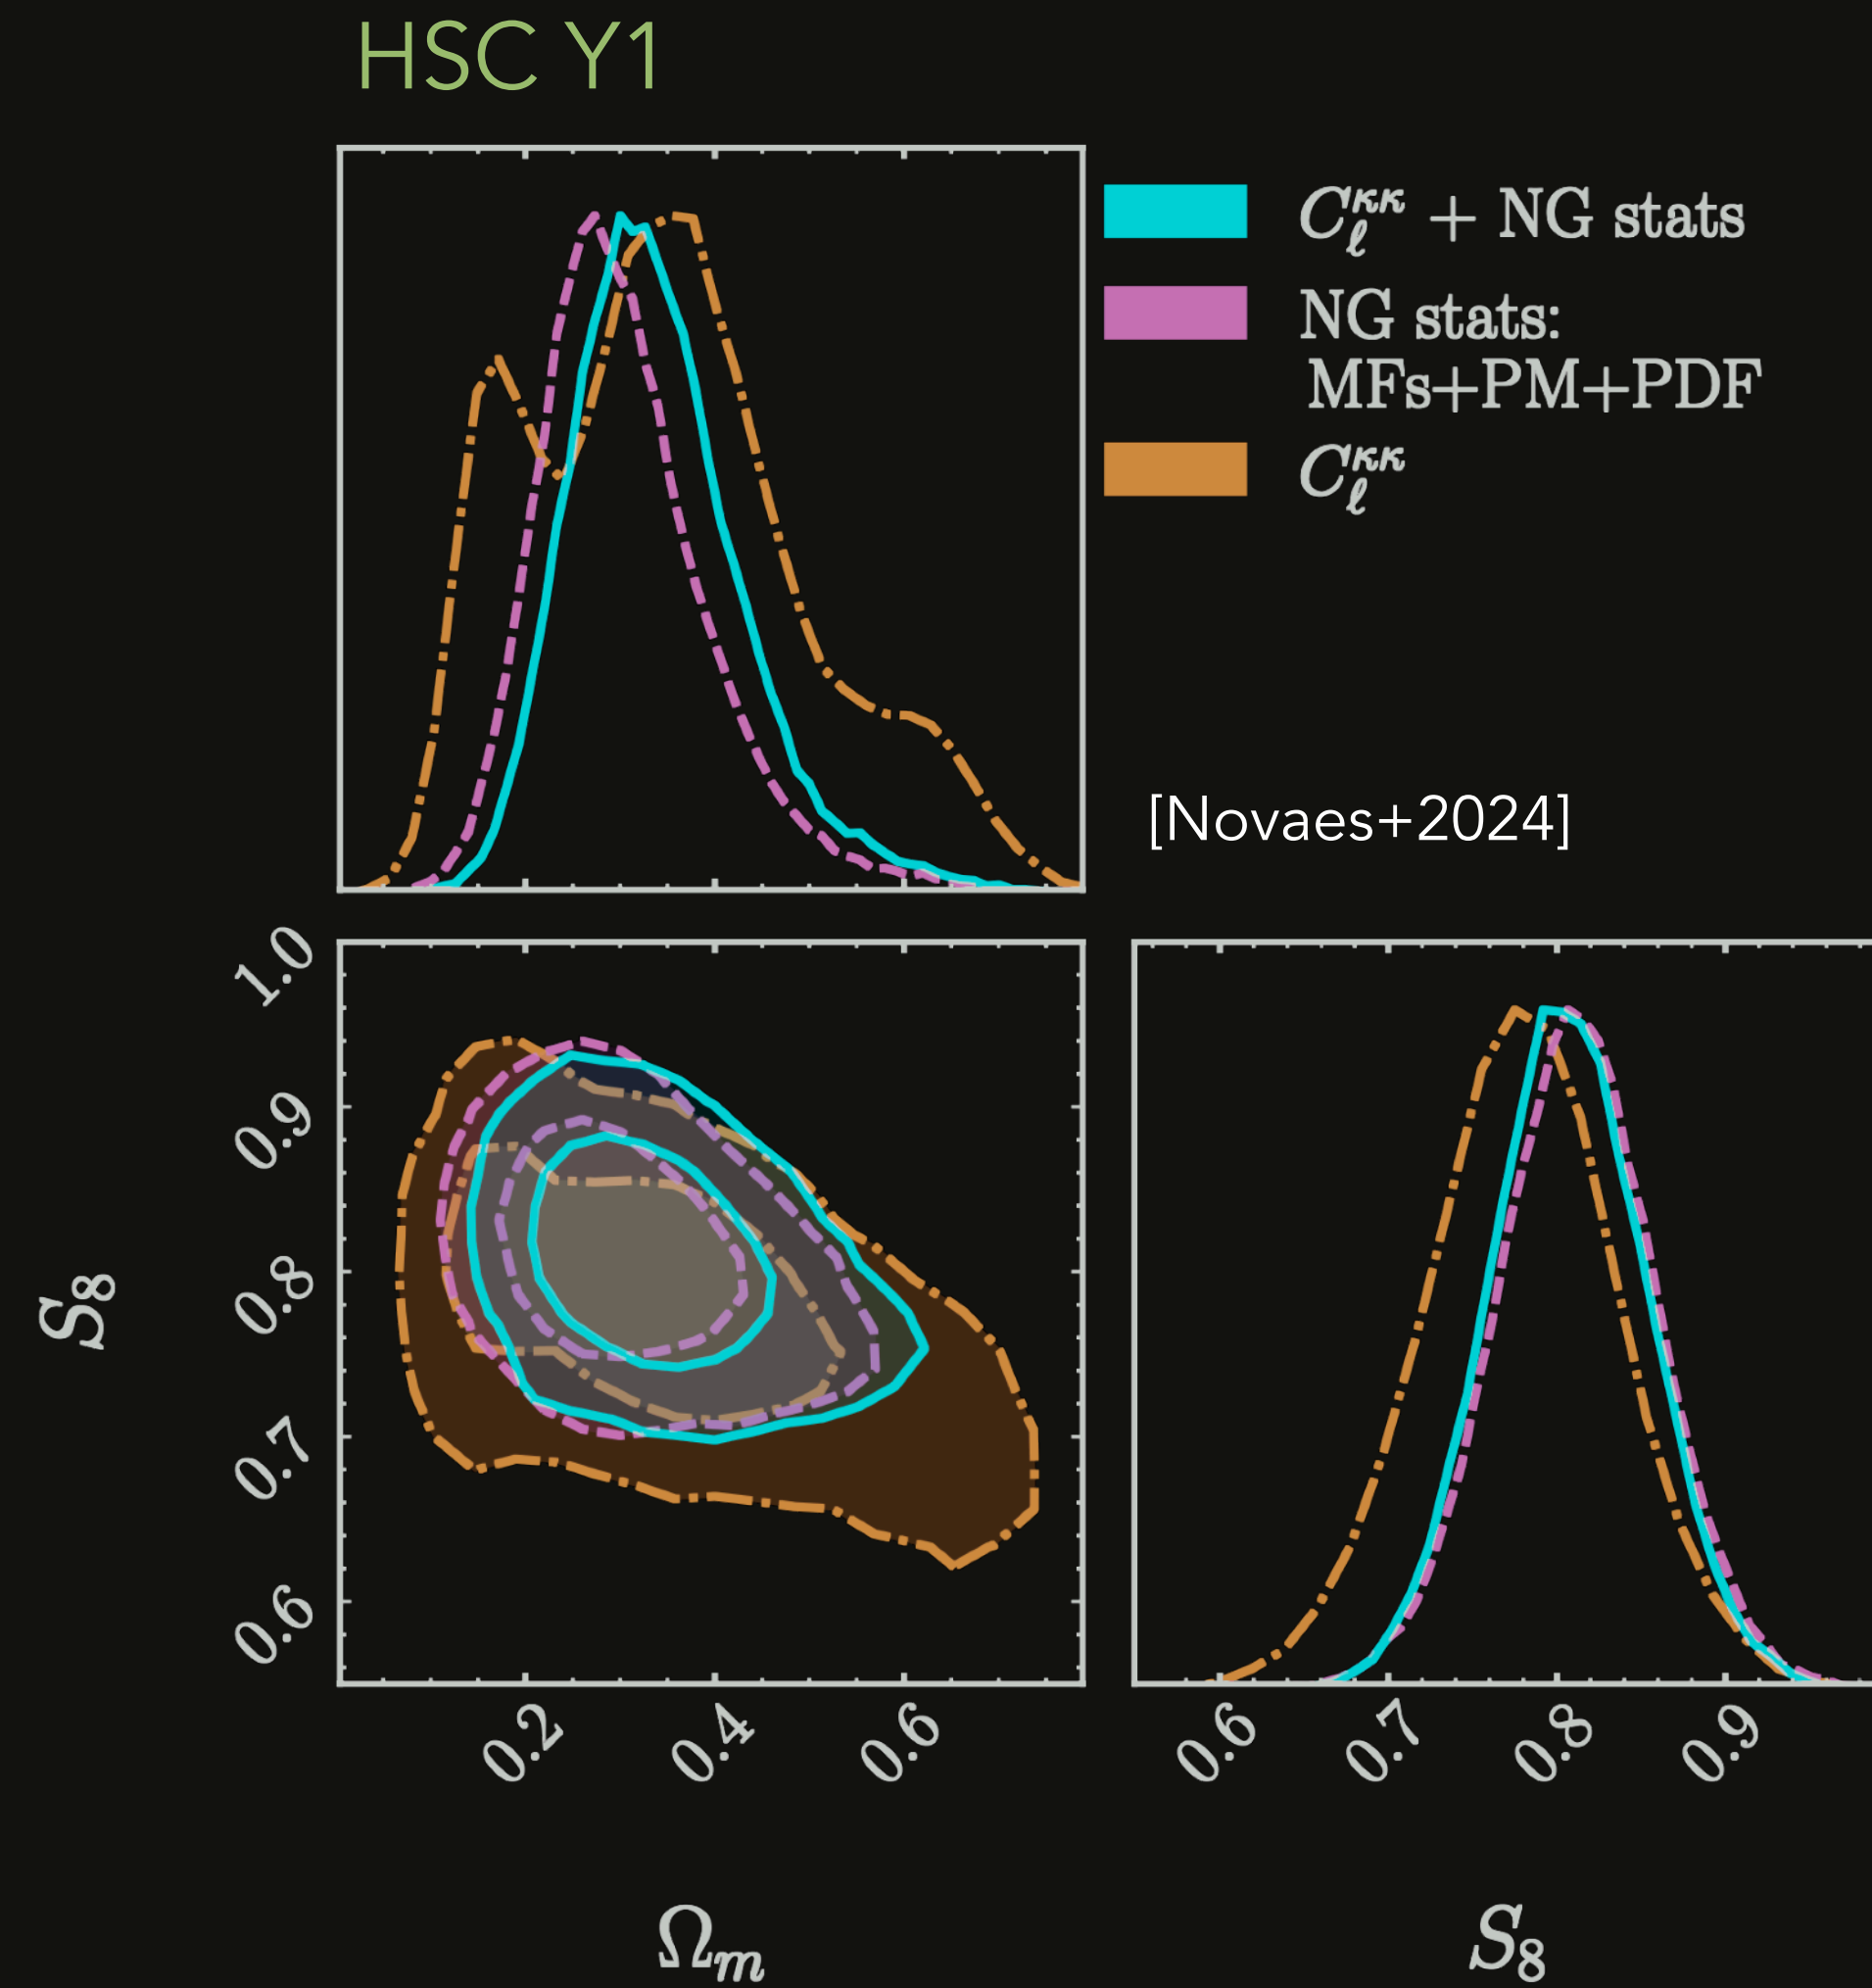 HSC Y1
C_ℓ^κκ + NG stats
NG stats:
MFs+PM+PDF
C_ℓ^κκ
[Novaes+2024]
1.0
0.9
0.8
0.7
0.6
S_8
0.2 0.4 0.6
0.6 0.7 0.8 0.9
Ω_m
S_8